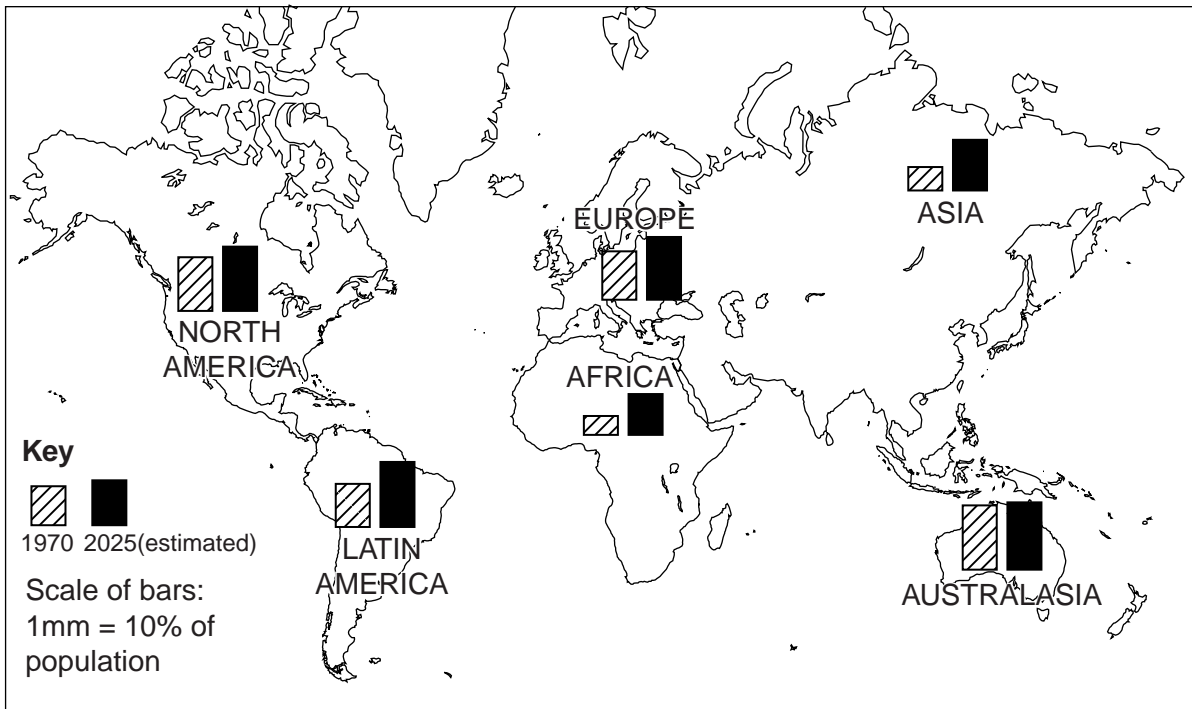 ASIA
EUROPE
NORTH
AMERICA
AFRICA
Key
1970 2025(estimated)
Scale of bars:
1mm = 10% of
population
LATIN
AMERICA
AUSTRALASIA